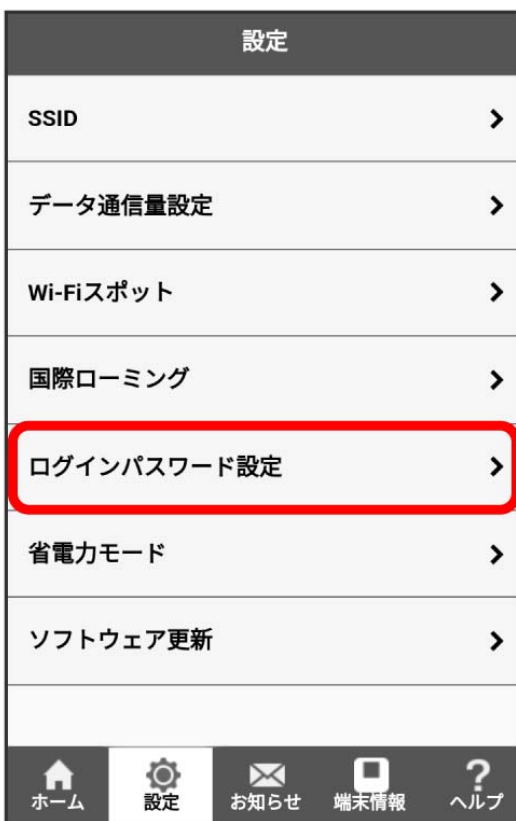 設定
SSID
データ通信量設定
Wi-Fiスポット
国際ローミング
ログインパスワード設定
省電力モード
ソフトウェア更新
ホーム
設定
お知らせ
端末情報
ヘルプ